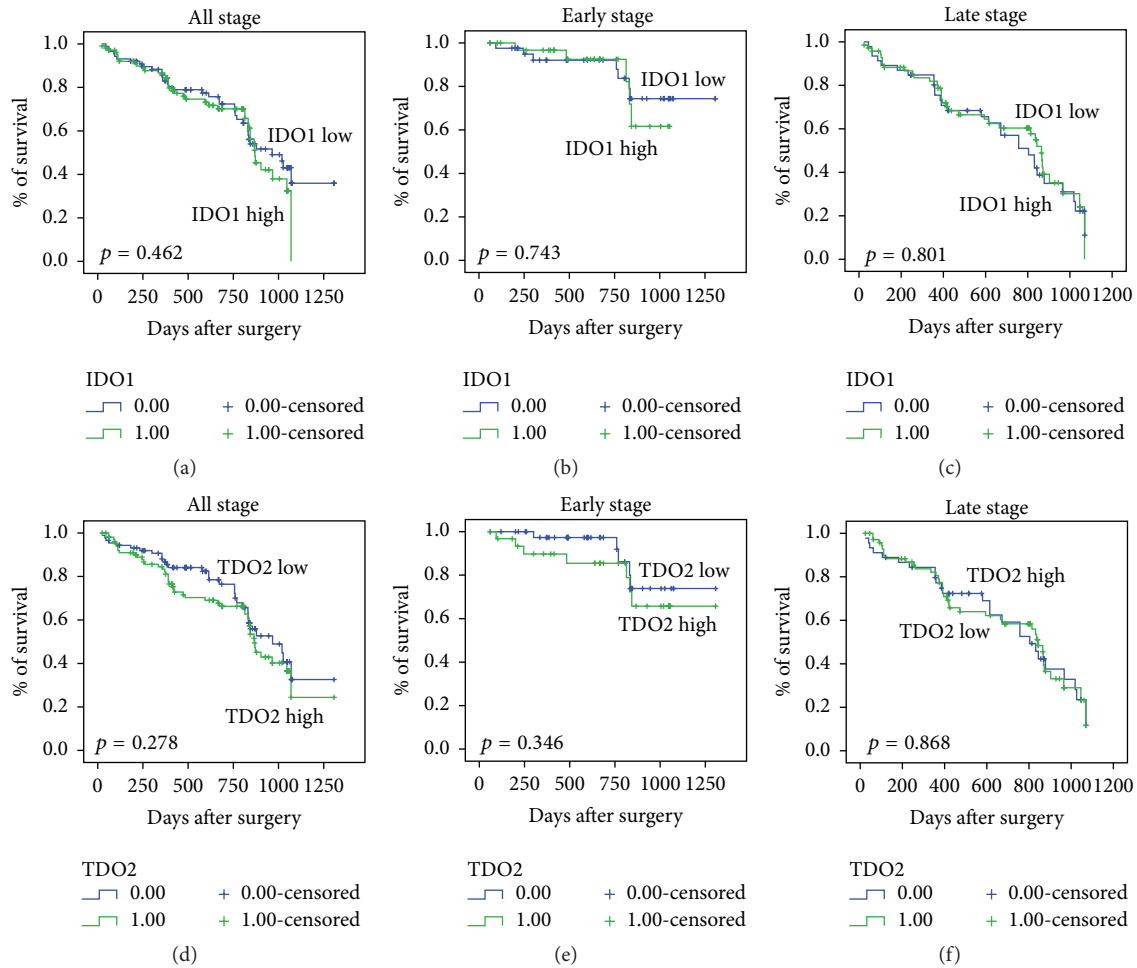 All stage
% of survival
1.0
0.8
0.6
0.4
0.2
0.0
IDO1 low
IDO1 high
p = 0.462
0 250 500 750 1000 1250
Days after surgery
IDO1
0.00 0.00-censored
1.00 1.00-censored
(a)
Early stage
% of survival
1.0
0.8
0.6
0.4
0.2
0.0
IDO1 low
IDO1 high
p = 0.743
0 250 500 750 1000 1250
Days after surgery
IDO1
0.00 0.00-censored
1.00 1.00-censored
(b)
Late stage
% of survival
1.0
0.8
0.6
0.4
0.2
0.0
IDO1 low
IDO1 high
p = 0.801
0 200 400 600 800 1000 1200
Days after surgery
IDO1
0.00 0.00-censored
1.00 1.00-censored
(c)
All stage
% of survival
1.0
0.8
0.6
0.4
0.2
0.0
TDO2 low
TDO2 high
p = 0.278
0 250 500 750 1000 1250
Days after surgery
TDO2
0.00 0.00-censored
1.00 1.00-censored
(d)
Early stage
% of survival
1.0
0.8
0.6
0.4
0.2
0.0
TDO2 low
TDO2 high
p = 0.346
0 250 500 750 1000 1250
Days after surgery
TDO2
0.00 0.00-censored
1.00 1.00-censored
(e)
Late stage
% of survival
1.0
0.8
0.6
0.4
0.2
0.0
TDO2 high
TDO2 low
p = 0.868
0 200 400 600 800 1000 1200
Days after surgery
TDO2
0.00 0.00-censored
1.00 1.00-censored
(f)